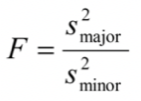 F = s²major / s²minor